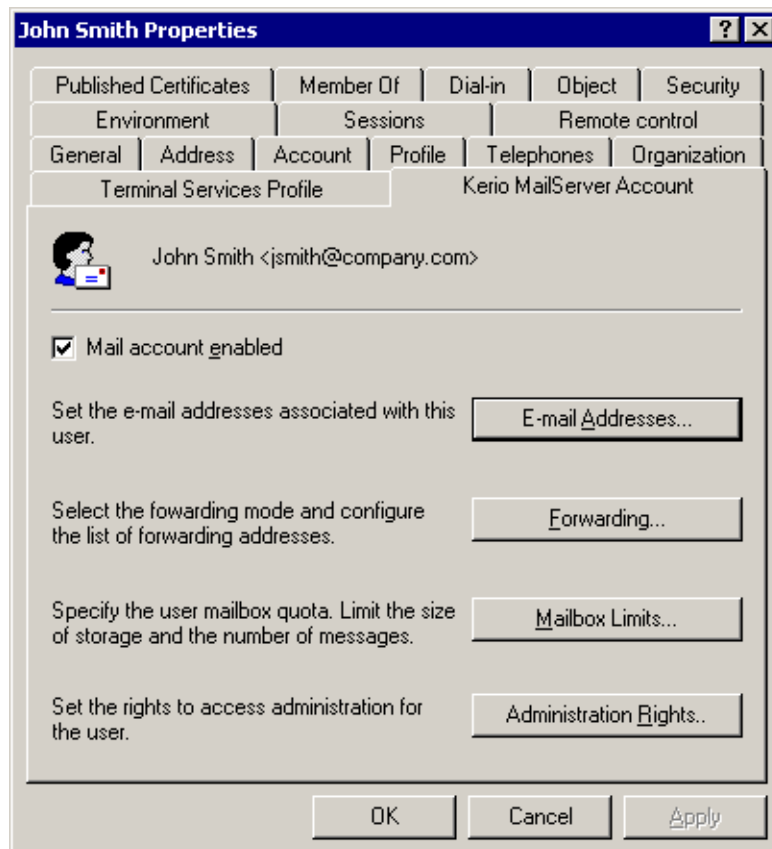 John Smith Properties
Published Certificates Member Of Dial-in Object Security
Environment Sessions Remote control
General Address Account Profile Telephones Organization
Terminal Services Profile Kerio MailServer Account
John Smith <jsmith@company.com>
Mail account enabled
Set the e-mail addresses associated with this
user.
E-mail Addresses...
Select the fowarding mode and configure
the list of forwarding addresses.
Forwarding...
Specify the user mailbox quota. Limit the size
of storage and the number of messages.
Mailbox Limits...
Set the rights to access administration for
the user.
Administration Rights..
OK Cancel Apply